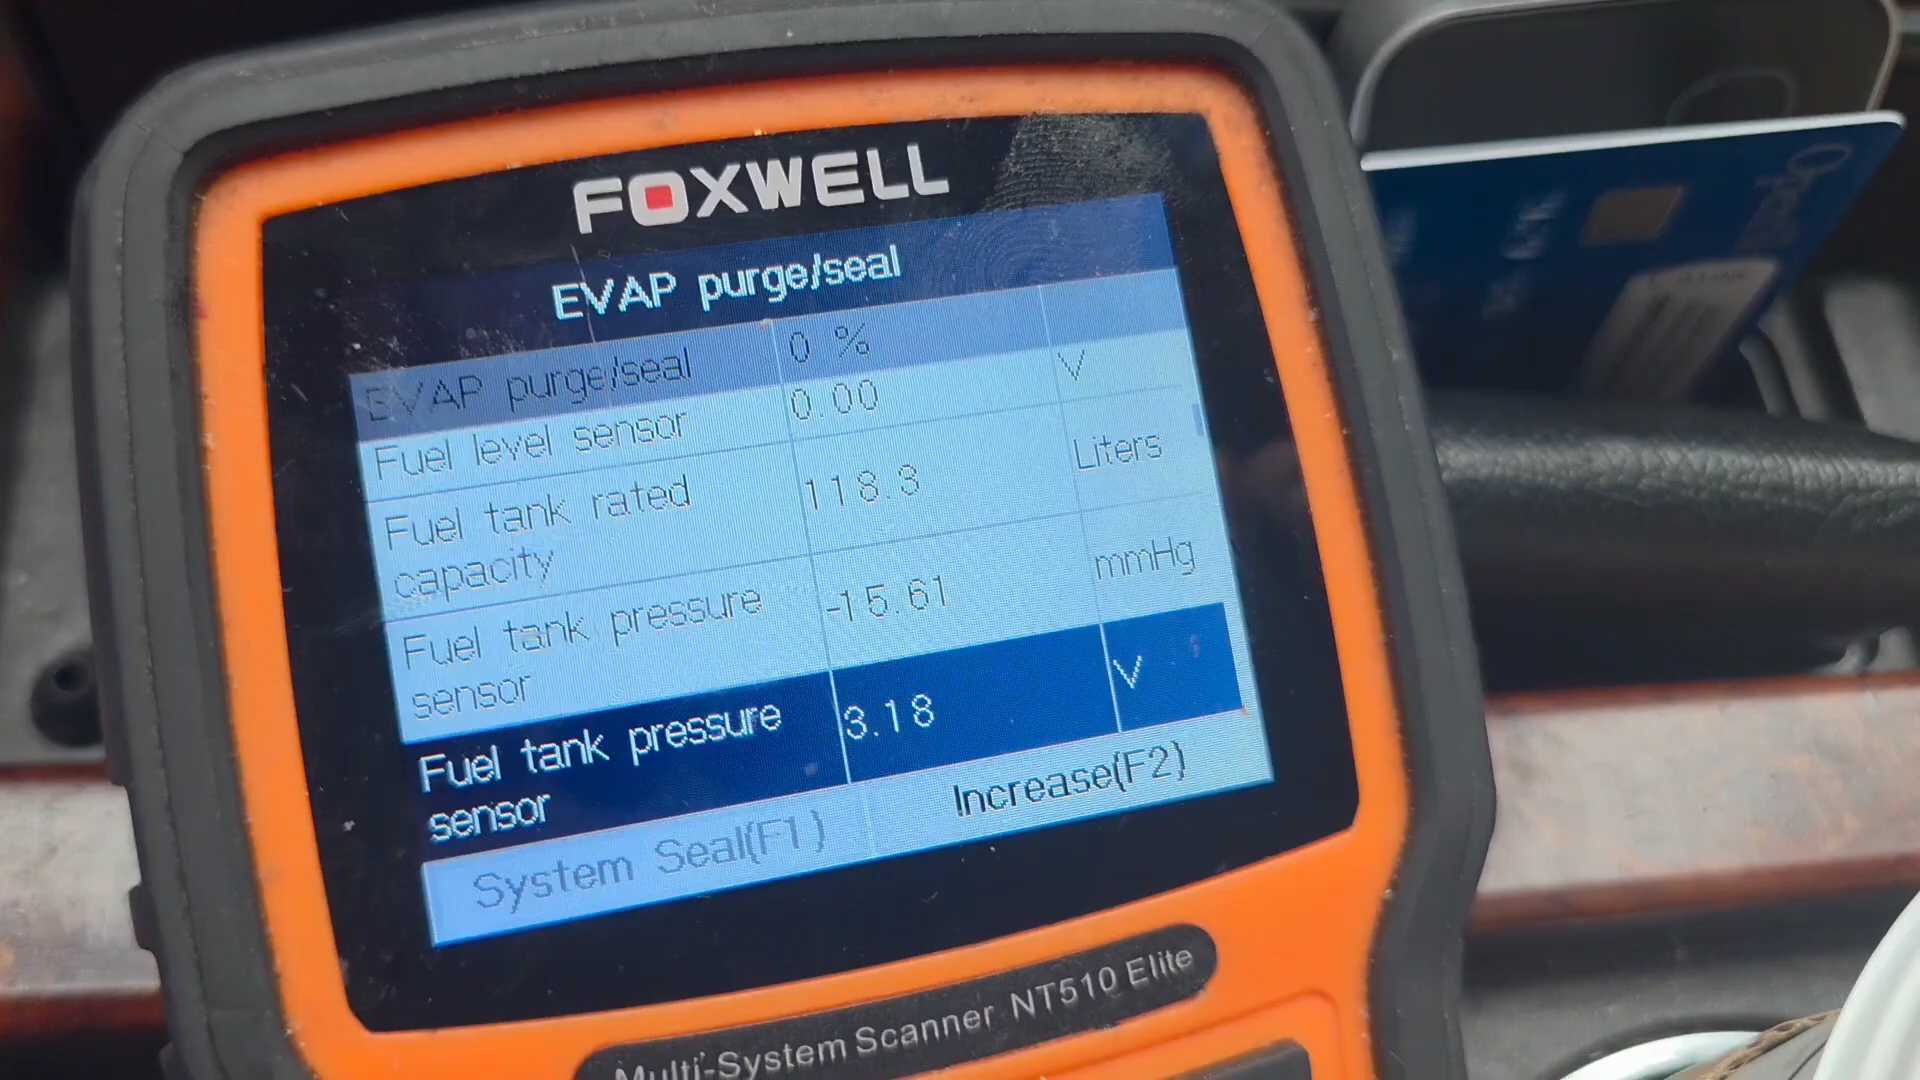 FOXWELL
EVAP purge/seal
EVAP purge/seal 0 %
Fuel level sensor 0.00 V
Fuel tank rated capacity 118.3 Liters
Fuel tank pressure sensor -15.61 mmHg
Fuel tank pressure sensor 3.18 V
System Seal(F1) Increase(F2)
Multi-System Scanner NT510 Elite